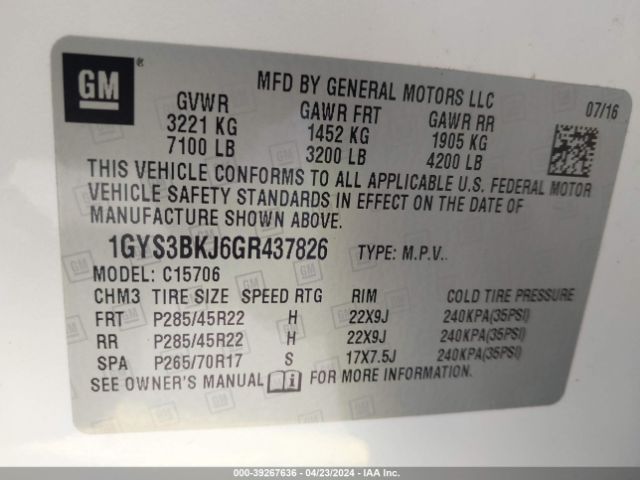 GM ®
MFD BY GENERAL MOTORS LLC
07/16
GVWR GAWR FRT GAWR RR
3221 KG 1452 KG 1905 KG
7100 LB 3200 LB 4200 LB
THIS VEHICLE CONFORMS TO ALL APPLICABLE U.S. FEDERAL MOTOR
VEHICLE SAFETY STANDARDS IN EFFECT ON THE DATE OF
MANUFACTURE SHOWN ABOVE.
1GYS3BKJ6GR437826 TYPE: M.P.V..
MODEL: C15706
CHM3 TIRE SIZE SPEED RTG RIM COLD TIRE PRESSURE
FRT P285/45R22 H 22X9J 240KPA(35PSI)
RR P285/45R22 H 22X9J 240KPA(35PSI)
SPA P265/70R17 S 17X7.5J 240KPA(35PSI)
SEE OWNER'S MANUAL i FOR MORE INFORMATION.
000-39267636 - 04/23/2024 - IAA Inc.